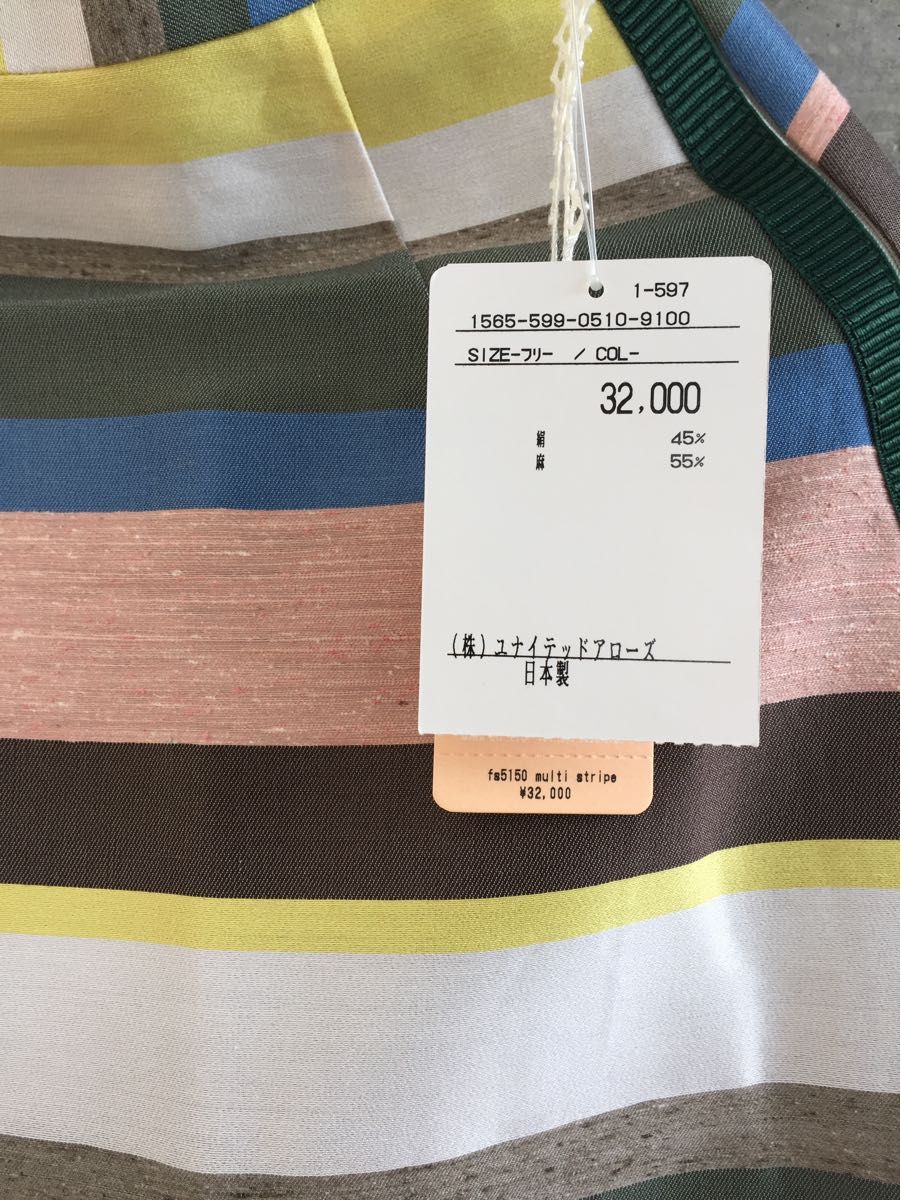 1-597
1565-599-0510-9100
SIZE-フリー / COL-
32,000
絹 45%
麻 55%
(株)ユナイテッドアローズ
日本製
fs5150 multi stripe
¥32,000